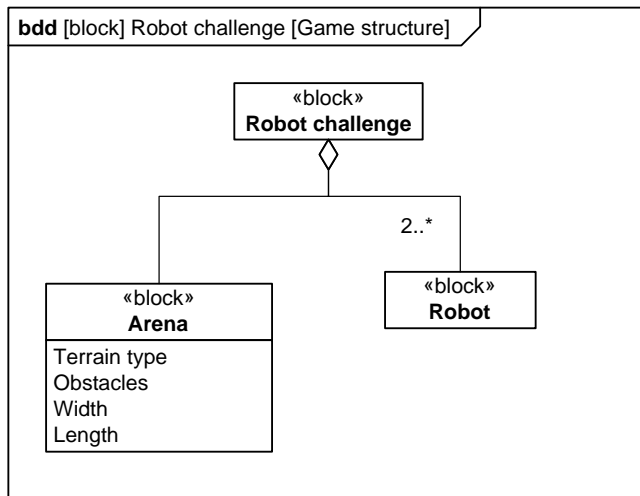 bdd [block] Robot challenge [Game structure]
«block»
Robot challenge
2..*
«block»
Arena
Terrain type
Obstacles
Width
Length
«block»
Robot